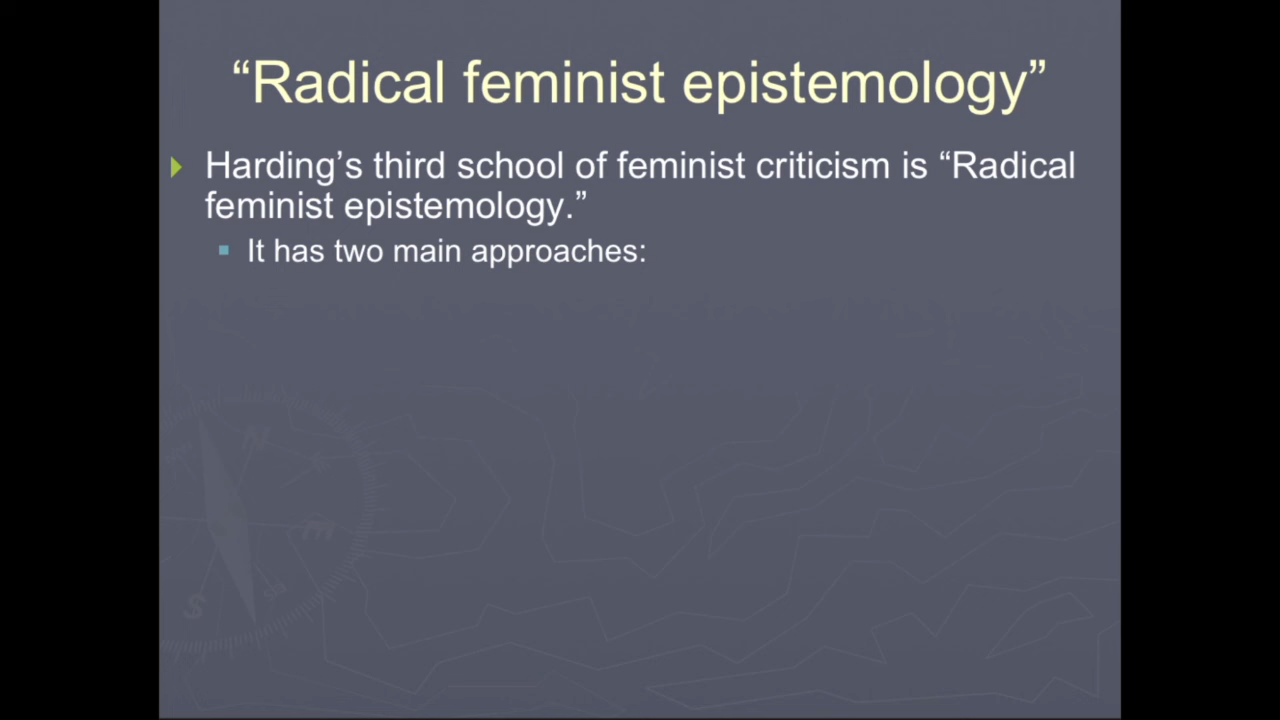 “Radical feminist epistemology”
Harding’s third school of feminist criticism is “Radical
feminist epistemology.”
It has two main approaches:
N
E
S
S